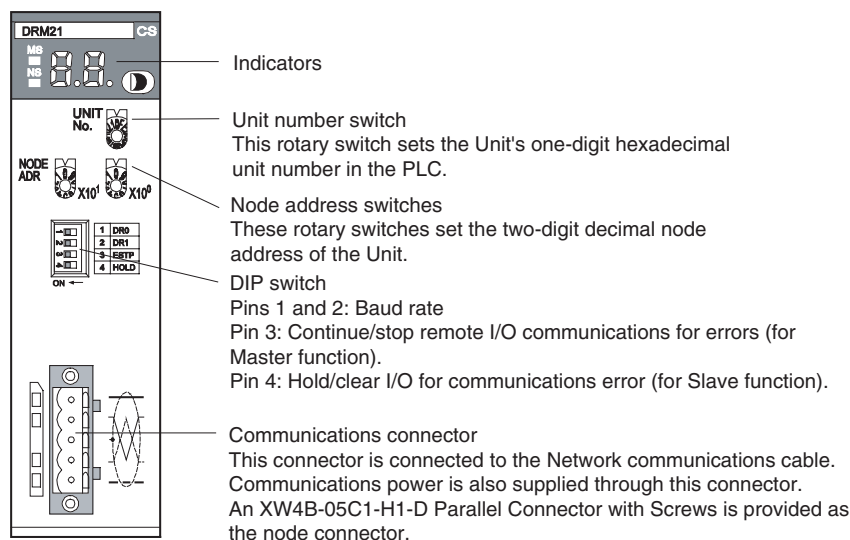 DRM21 CS
MS
NS
Indicators
UNIT
No.
Unit number switch
This rotary switch sets the Unit's one-digit hexadecimal
unit number in the PLC.
NODE
ADR
X10¹ X10⁰
Node address switches
These rotary switches set the two-digit decimal node
address of the Unit.
1 DR0
2 DR1
3 ESTP
4 HOLD
1
2
3
4
ON ←
DIP switch
Pins 1 and 2: Baud rate
Pin 3: Continue/stop remote I/O communications for errors (for
Master function).
Pin 4: Hold/clear I/O for communications error (for Slave function).
Communications connector
This connector is connected to the Network communications cable.
Communications power is also supplied through this connector.
An XW4B-05C1-H1-D Parallel Connector with Screws is provided as
the node connector.